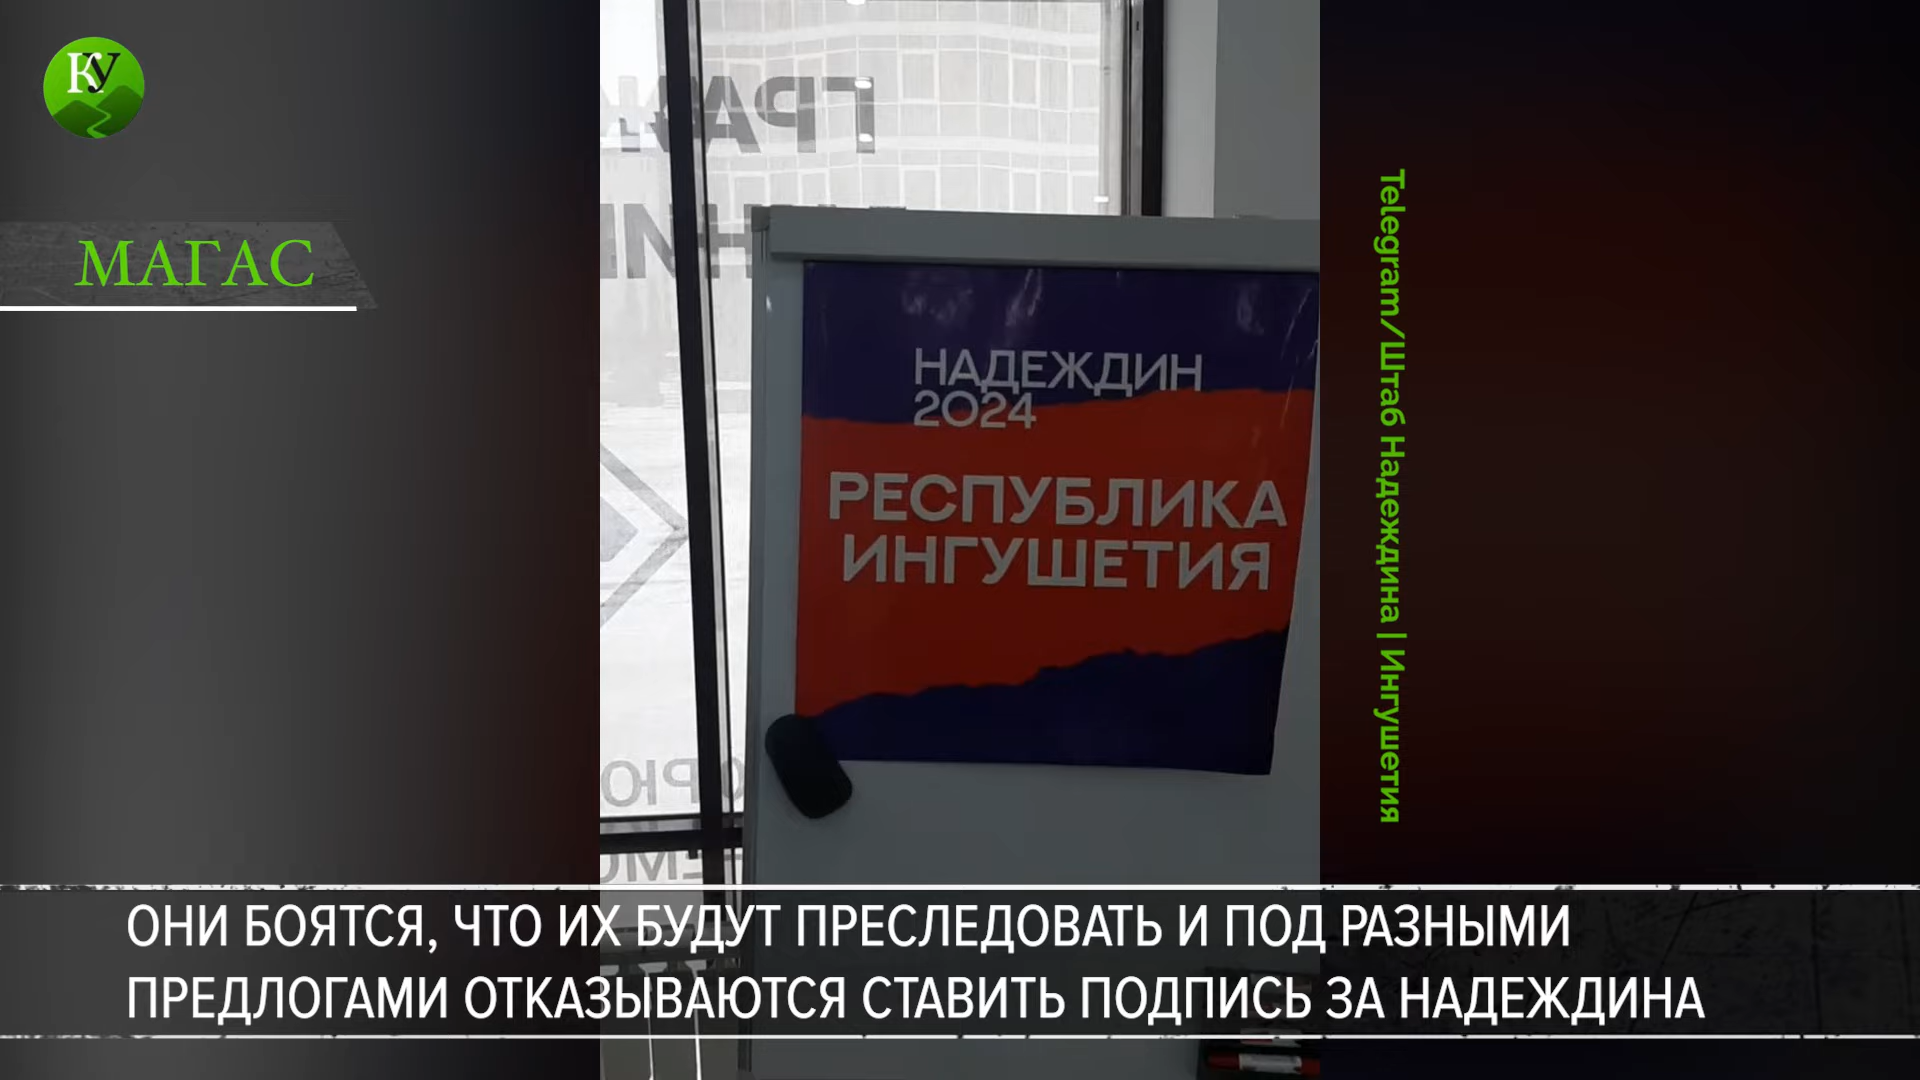 КУ
МАГАС
НАДЕЖДИН
2024
РЕСПУБЛИКА
ИНГУШЕТИЯ
Telegram/Штаб Надеждина | Ингушетия
ОНИ БОЯТСЯ, ЧТО ИХ БУДУТ ПРЕСЛЕДОВАТЬ И ПОД РАЗНЫМИ
ПРЕДЛОГАМИ ОТКАЗЫВАЮТСЯ СТАВИТЬ ПОДПИСЬ ЗА НАДЕЖДИНА